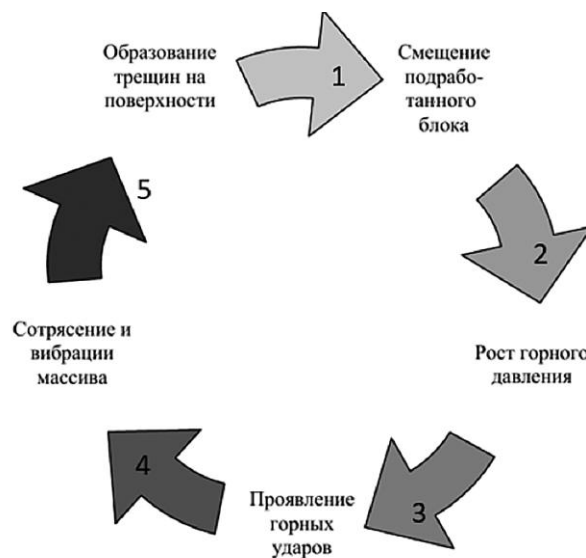 Образование
трещин на
поверхности
1
Смещение
подрабо-
танного
блока
2
Рост горного
давления
3
Проявление
горных
ударов
4
Сотрясение и
вибрации
массива
5